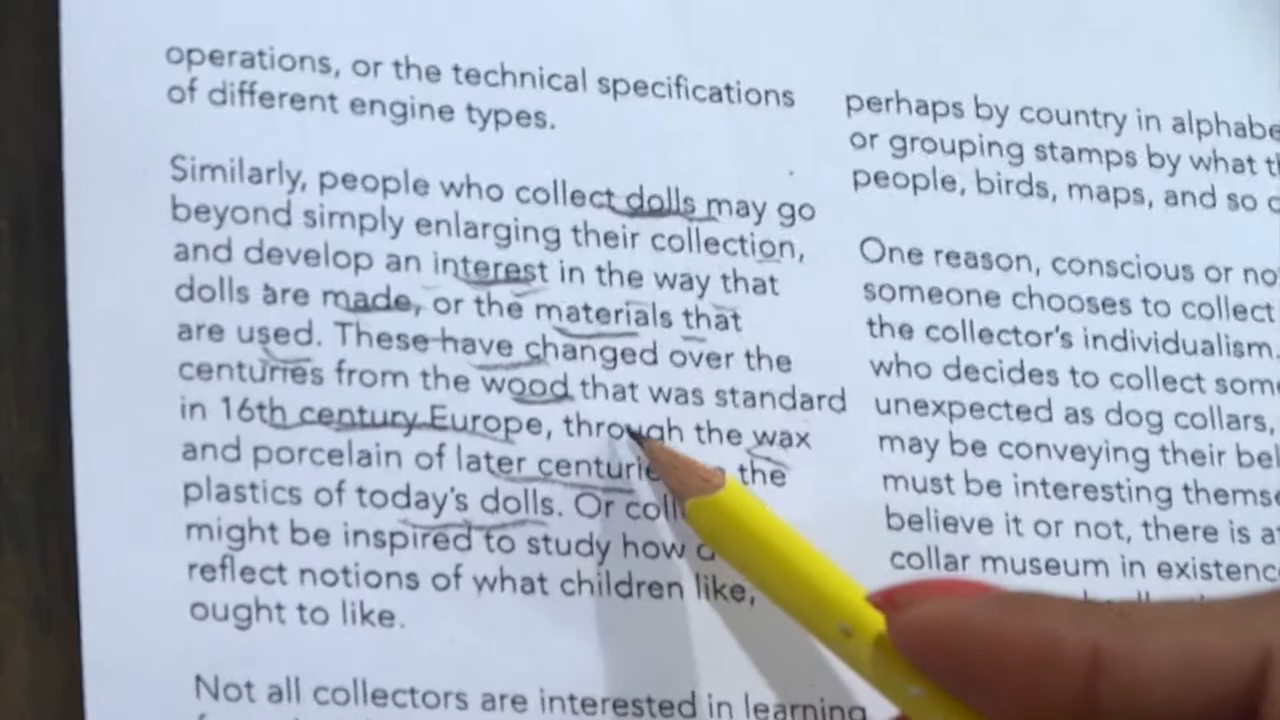 operations, or the technical specifications
of different engine types.
Similarly, people who collect dolls may go
beyond simply enlarging their collection,
and develop an interest in the way that
dolls are made, or the materials that
are used. These have changed over the
centuries from the wood that was standard
in 16th century Europe, through the wax
and porcelain of later centuries the
plastics of today's dolls. Or coll
might be inspired to study how d
reflect notions of what children like,
ought to like.
Not all collectors are interested in learning
perhaps by country in alphabe
or grouping stamps by what th
people, birds, maps, and so o
One reason, conscious or no
someone chooses to collect
the collector's individualism.
who decides to collect som
unexpected as dog collars,
may be conveying their bel
must be interesting themse
believe it or not, there is a
collar museum in existenc